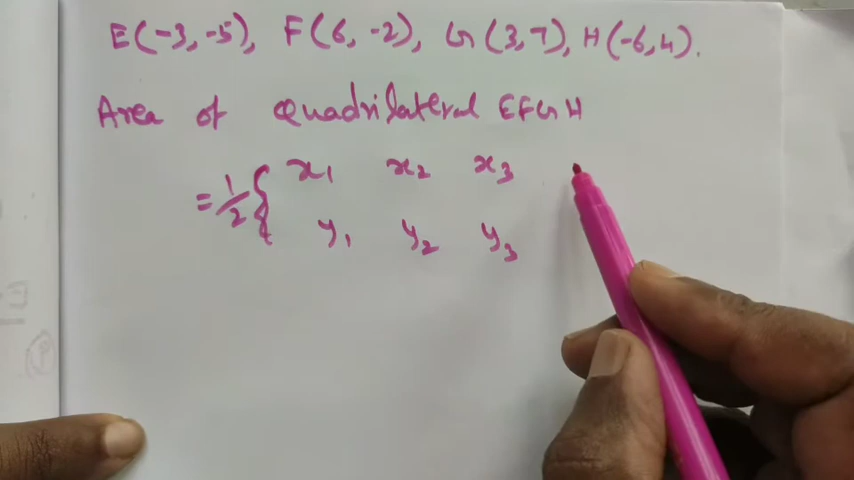 E(-3,-5), F(6,-2), G(3,7), H(-6,4).
Area of Quadrilateral EFGH
= 1/2 { x₁ x₂ x₃
y₁ y₂ y₃